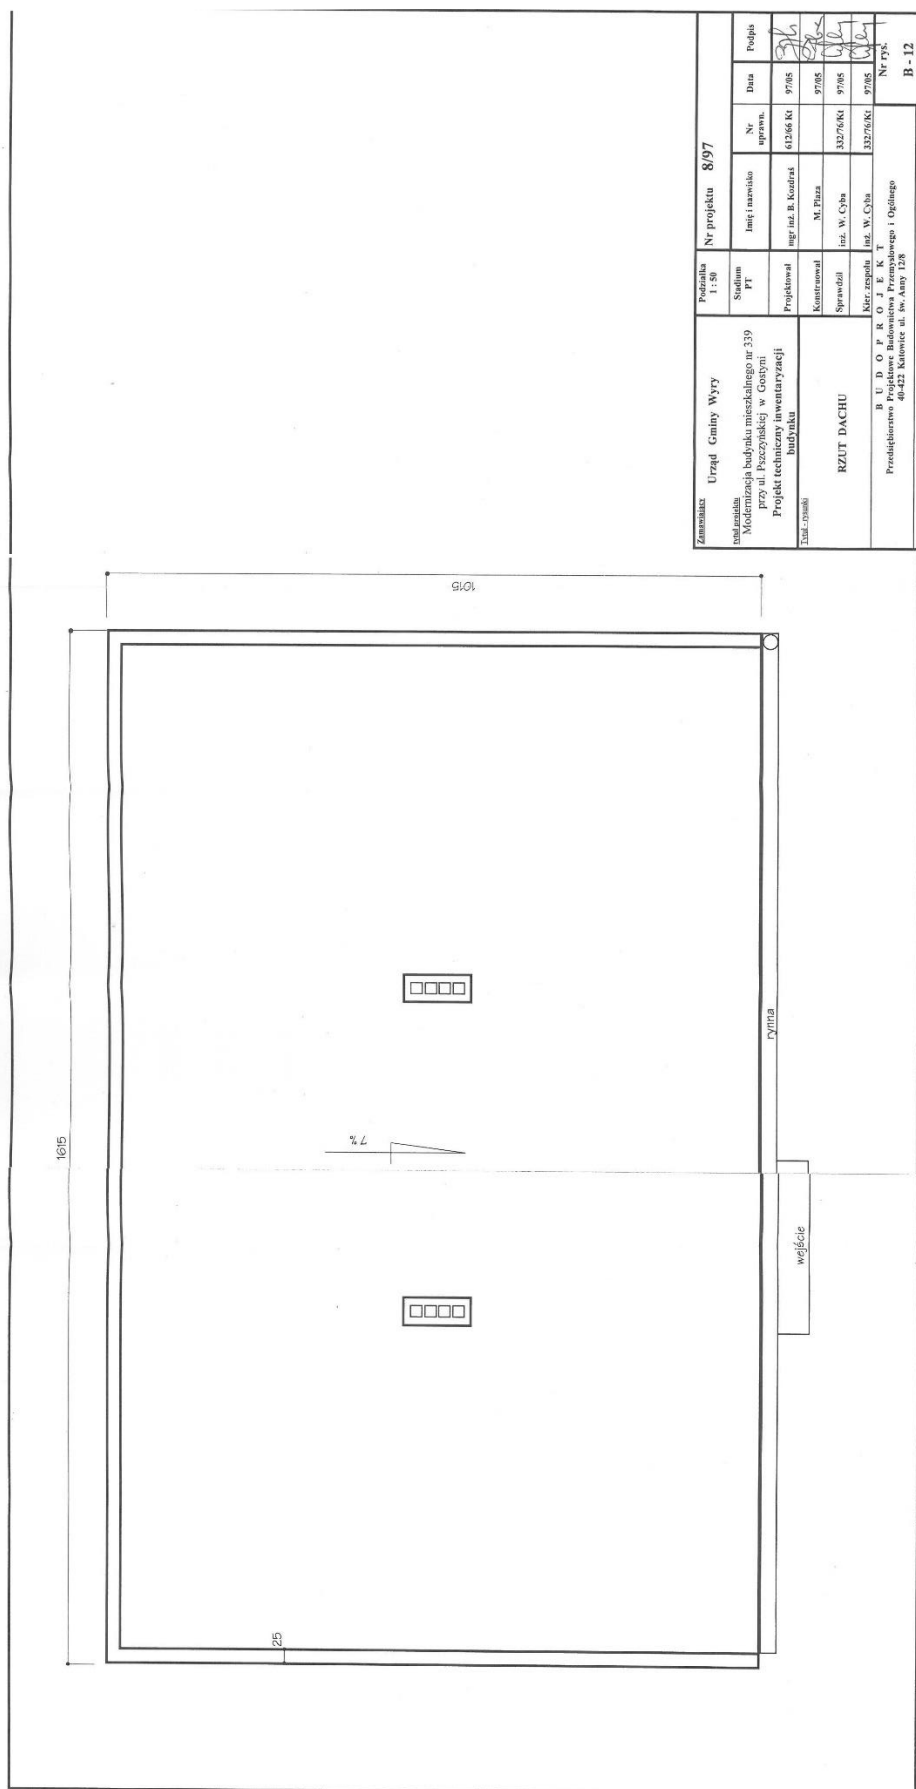 1615
1015
25
7 %
rynna
wejście
Zamawiający
Urząd Gminy Wyry
tytuł projektu
Modernizacja budynku mieszkalnego nr 339
przy ul. Pszczyńskiej w Gostyni
Projekt techniczny inwentaryzacji
budynku
Tytuł - rysunki
RZUT DACHU
Podziałka
1 : 50
Nr projektu 8/97
Stadium
PT
Imię i nazwisko
Nr
uprawn.
Data
Podpis
Projektował mgr inż. B. Kozdraś 612/66 Kt 97/05
Konstruował M. Płaza 97/05
Sprawdził inż. W. Cyba 332/76/Kt 97/05
Kier. zespołu inż. W. Cyba 332/76/Kt 97/05
B U D O P R O J E K T
Przedsiębiorstwo Projektowe Budownictwa Przemysłowego i Ogólnego
40-422 Katowice ul. św. Anny 12/8
Nr rys.
B - 12